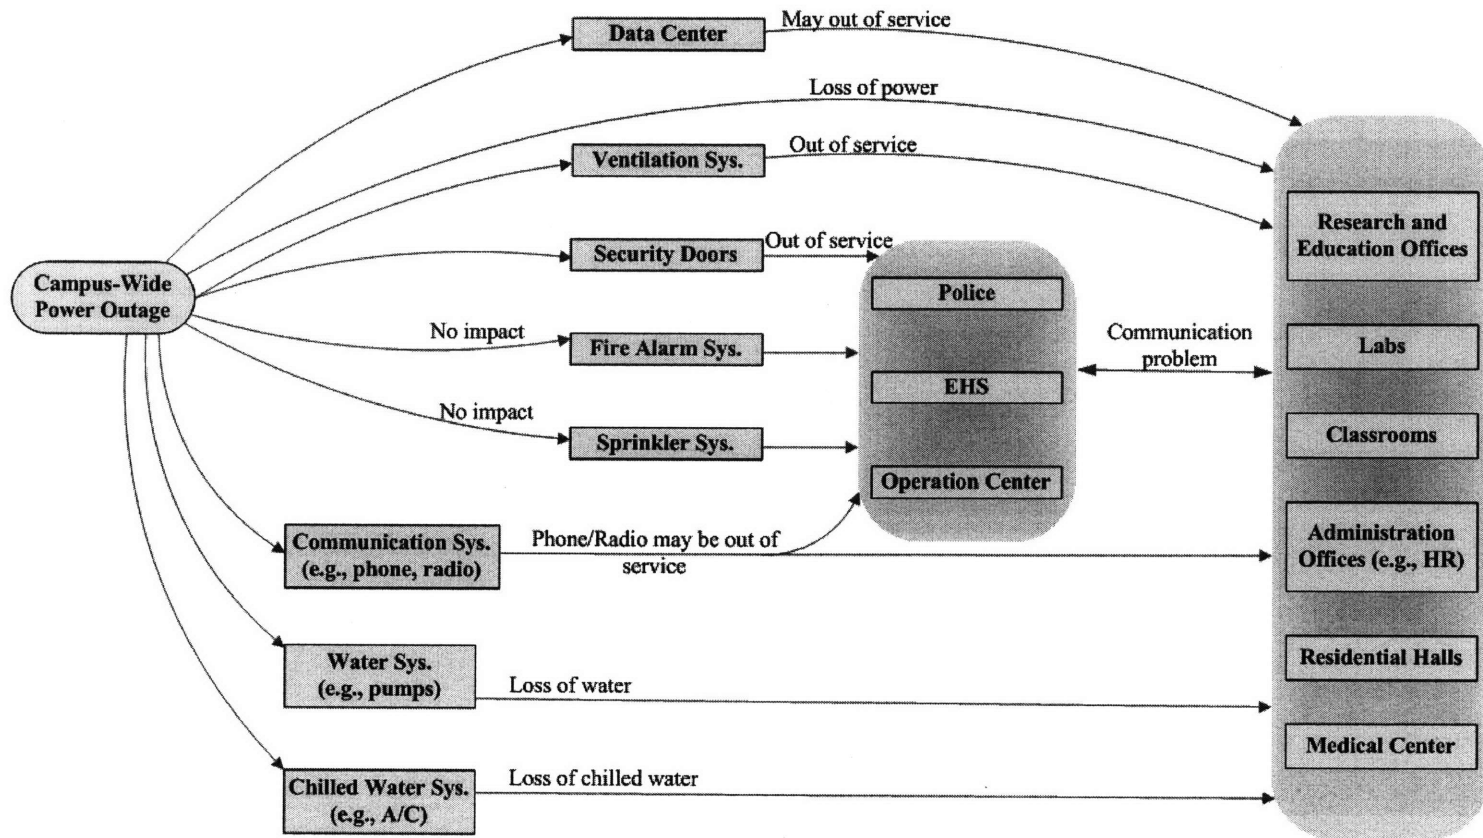 Data Center
May out of service
Loss of power
Ventilation Sys.
Out of service
Security Doors
Out of service
Campus-Wide
Power Outage
No impact
Fire Alarm Sys.
No impact
Sprinkler Sys.
Police
EHS
Operation Center
Communication
problem
Research and
Education Offices
Labs
Classrooms
Administration
Offices (e.g., HR)
Residential Halls
Medical Center
Communication Sys.
(e.g., phone, radio)
Phone/Radio may be out of
service
Water Sys.
(e.g., pumps)
Loss of water
Chilled Water Sys.
(e.g., A/C)
Loss of chilled water